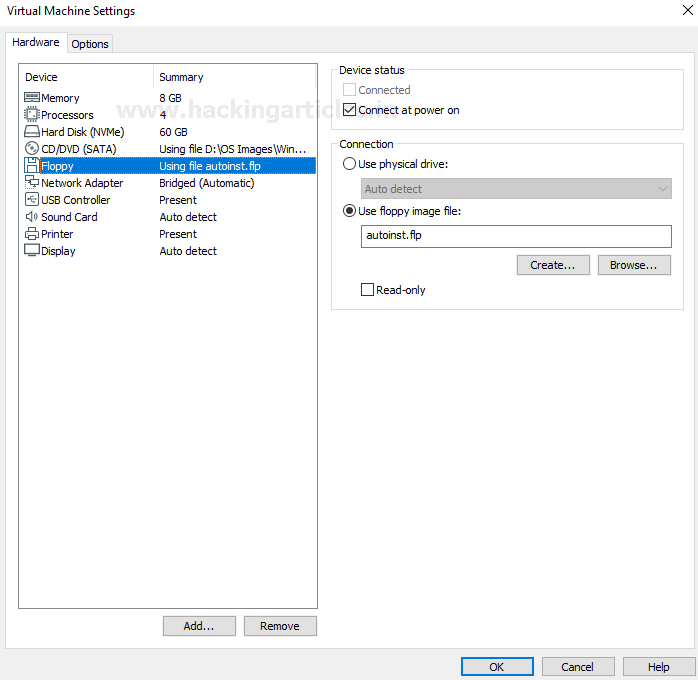 Virtual Machine Settings
Hardware Options
Device Summary
Memory 8 GB
Processors 4
Hard Disk (NVMe) 60 GB
CD/DVD (SATA) Using file D:\OS Images\Win...
Floppy Using file autoinst.flp
Network Adapter Bridged (Automatic)
USB Controller Present
Sound Card Auto detect
Printer Present
Display Auto detect
Add... Remove
Device status
Connected
Connect at power on
Connection
Use physical drive:
Auto detect
Use floppy image file:
autoinst.flp
Create... Browse...
Read-only
OK Cancel Help